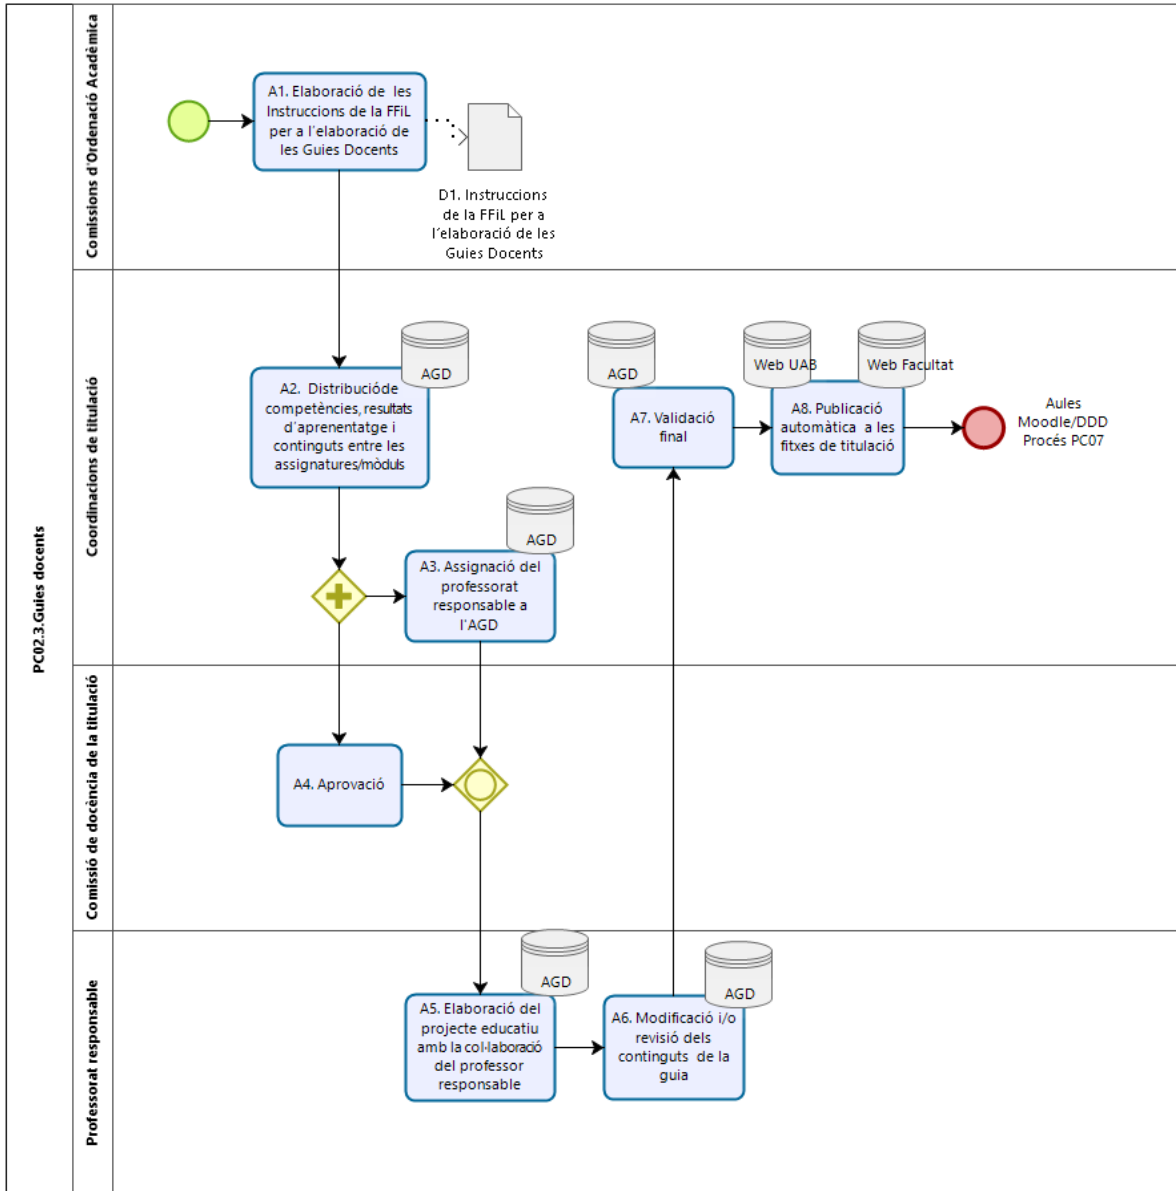 PC02.3.Guies docents
Comissions d'Ordenació Acadèmica
A1. Elaboració de les
Instruccions de la FFiL
per a l´elaboració de
les Guies Docents
D1. Instruccions
de la FFiL per a
l´elaboració de les
Guies Docents
Coordinacions de titulació
AGD
A2. Distribucióde
competències, resultats
d´aprenentatge i
continguts entre les
assignatures/mòduls
AGD
A3. Assignació del
professorat
responsable a
l´AGD
AGD
A7. Validació
final
Web UAB
Web Facultat
A8. Publicació
automàtica a les
fitxes de titulació
Aules
Moodle/DDD
Procés PC07
Comissió de docència de la titulació
A4. Aprovació
Professorat responsable
AGD
A5. Elaboració del
projecte educatiu
amb la col·laboració
del professor
responsable
AGD
A6. Modificació i/o
revisió dels
continguts de la
guia